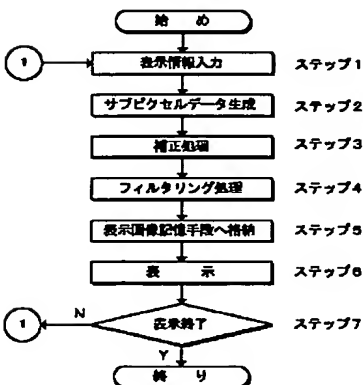 始 め
1
表示情報入力 ステップ1
サブピクセルデータ生成 ステップ2
補正処理 ステップ3
フィルタリング処理 ステップ4
表示画像記憶手段へ格納 ステップ5
表 示 ステップ6
1 N 表示終了 ステップ7
Y
終 り